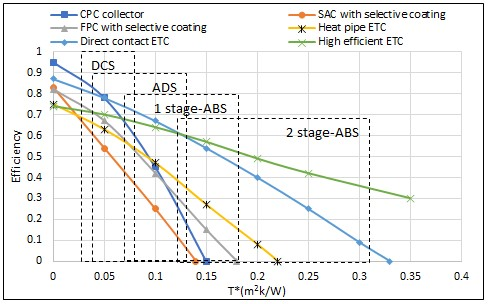 CPC collector
SAC with selective coating
FPC with selective coating
Heat pipe ETC
Direct contact ETC
High efficient ETC
1
0.9
0.8
0.7
0.6
0.5
0.4
0.3
0.2
0.1
0
Efficiency
DCS
ADS
1 stage-ABS
2 stage-ABS
0
0.05
0.1
0.15
0.2
0.25
0.3
0.35
0.4
T*(m²k/W)